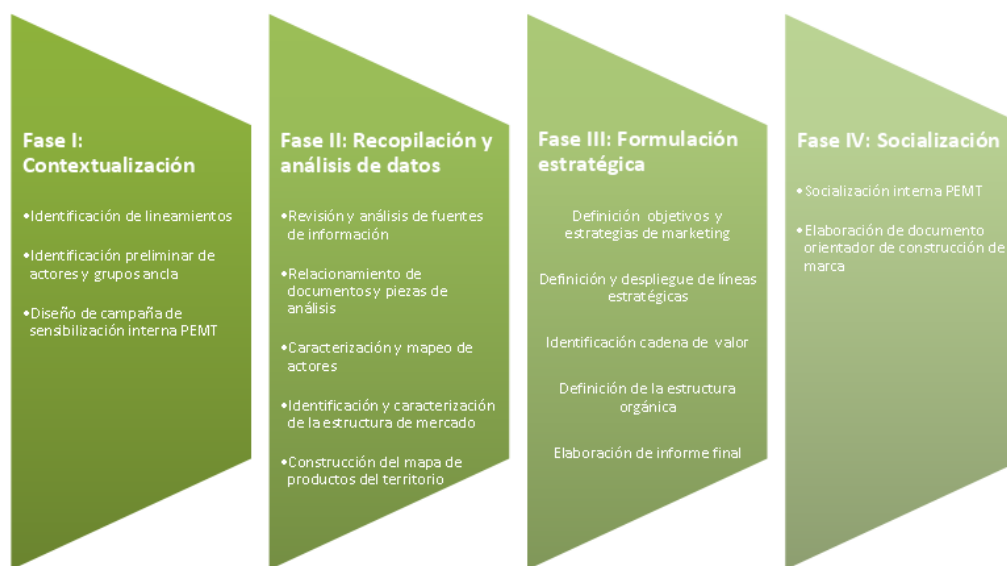 Fase I:
Contextualización
•Identificación de lineamientos
•Identificación preliminar de
actores y grupos ancla
•Diseño de campaña de
sensibilización interna PEMT
Fase II: Recopilación y
análisis de datos
•Revisión y análisis de fuentes
de información
•Relacionamiento de
documentos y piezas de
análisis
•Caracterización y mapeo de
actores
•Identificación y caracterización
de la estructura de mercado
•Construcción del mapa de
productos del territorio
Fase III: Formulación
estratégica
Definición objetivos y
estrategias de marketing
Definición y despliegue de líneas
estratégicas
Identificación cadena de valor
Definición de la estructura
orgánica
Elaboración de informe final
Fase IV: Socialización
•Socialización interna PEMT
•Elaboración de documento
orientador de construcción de
marca